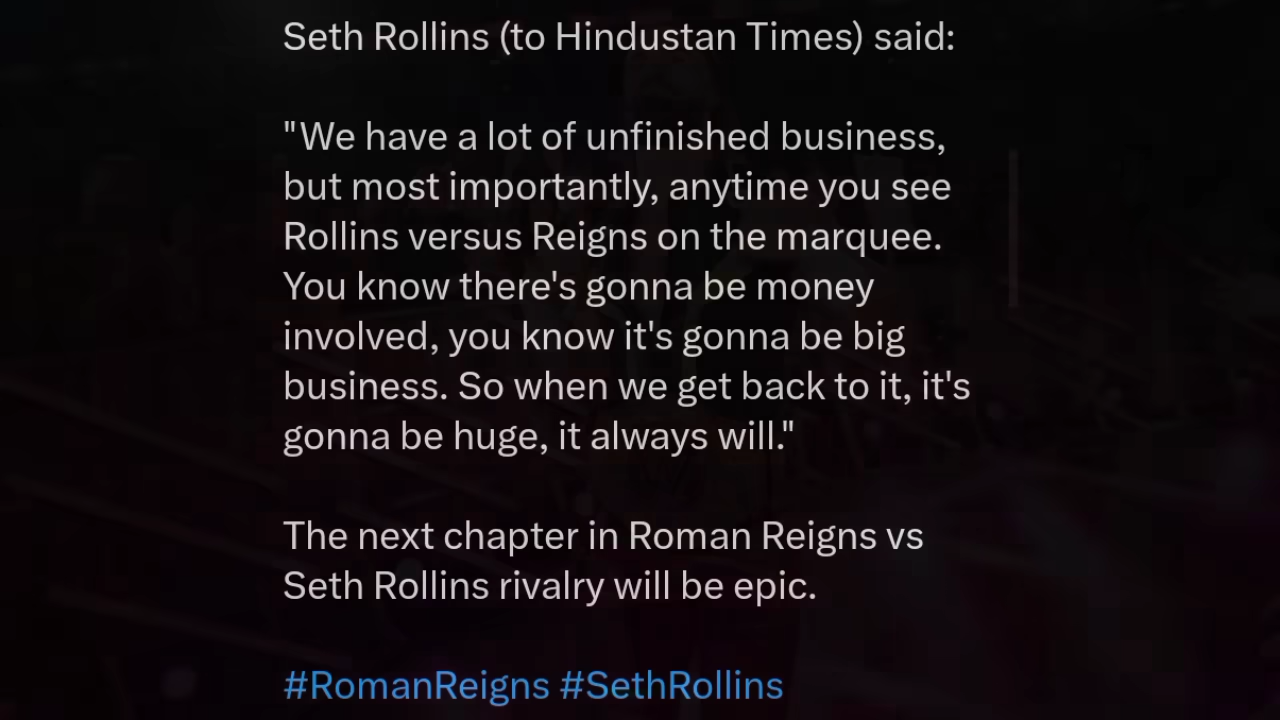 Seth Rollins (to Hindustan Times) said:
"We have a lot of unfinished business,
but most importantly, anytime you see
Rollins versus Reigns on the marquee.
You know there's gonna be money
involved, you know it's gonna be big
business. So when we get back to it, it's
gonna be huge, it always will."
The next chapter in Roman Reigns vs
Seth Rollins rivalry will be epic.
#RomanReigns #SethRollins